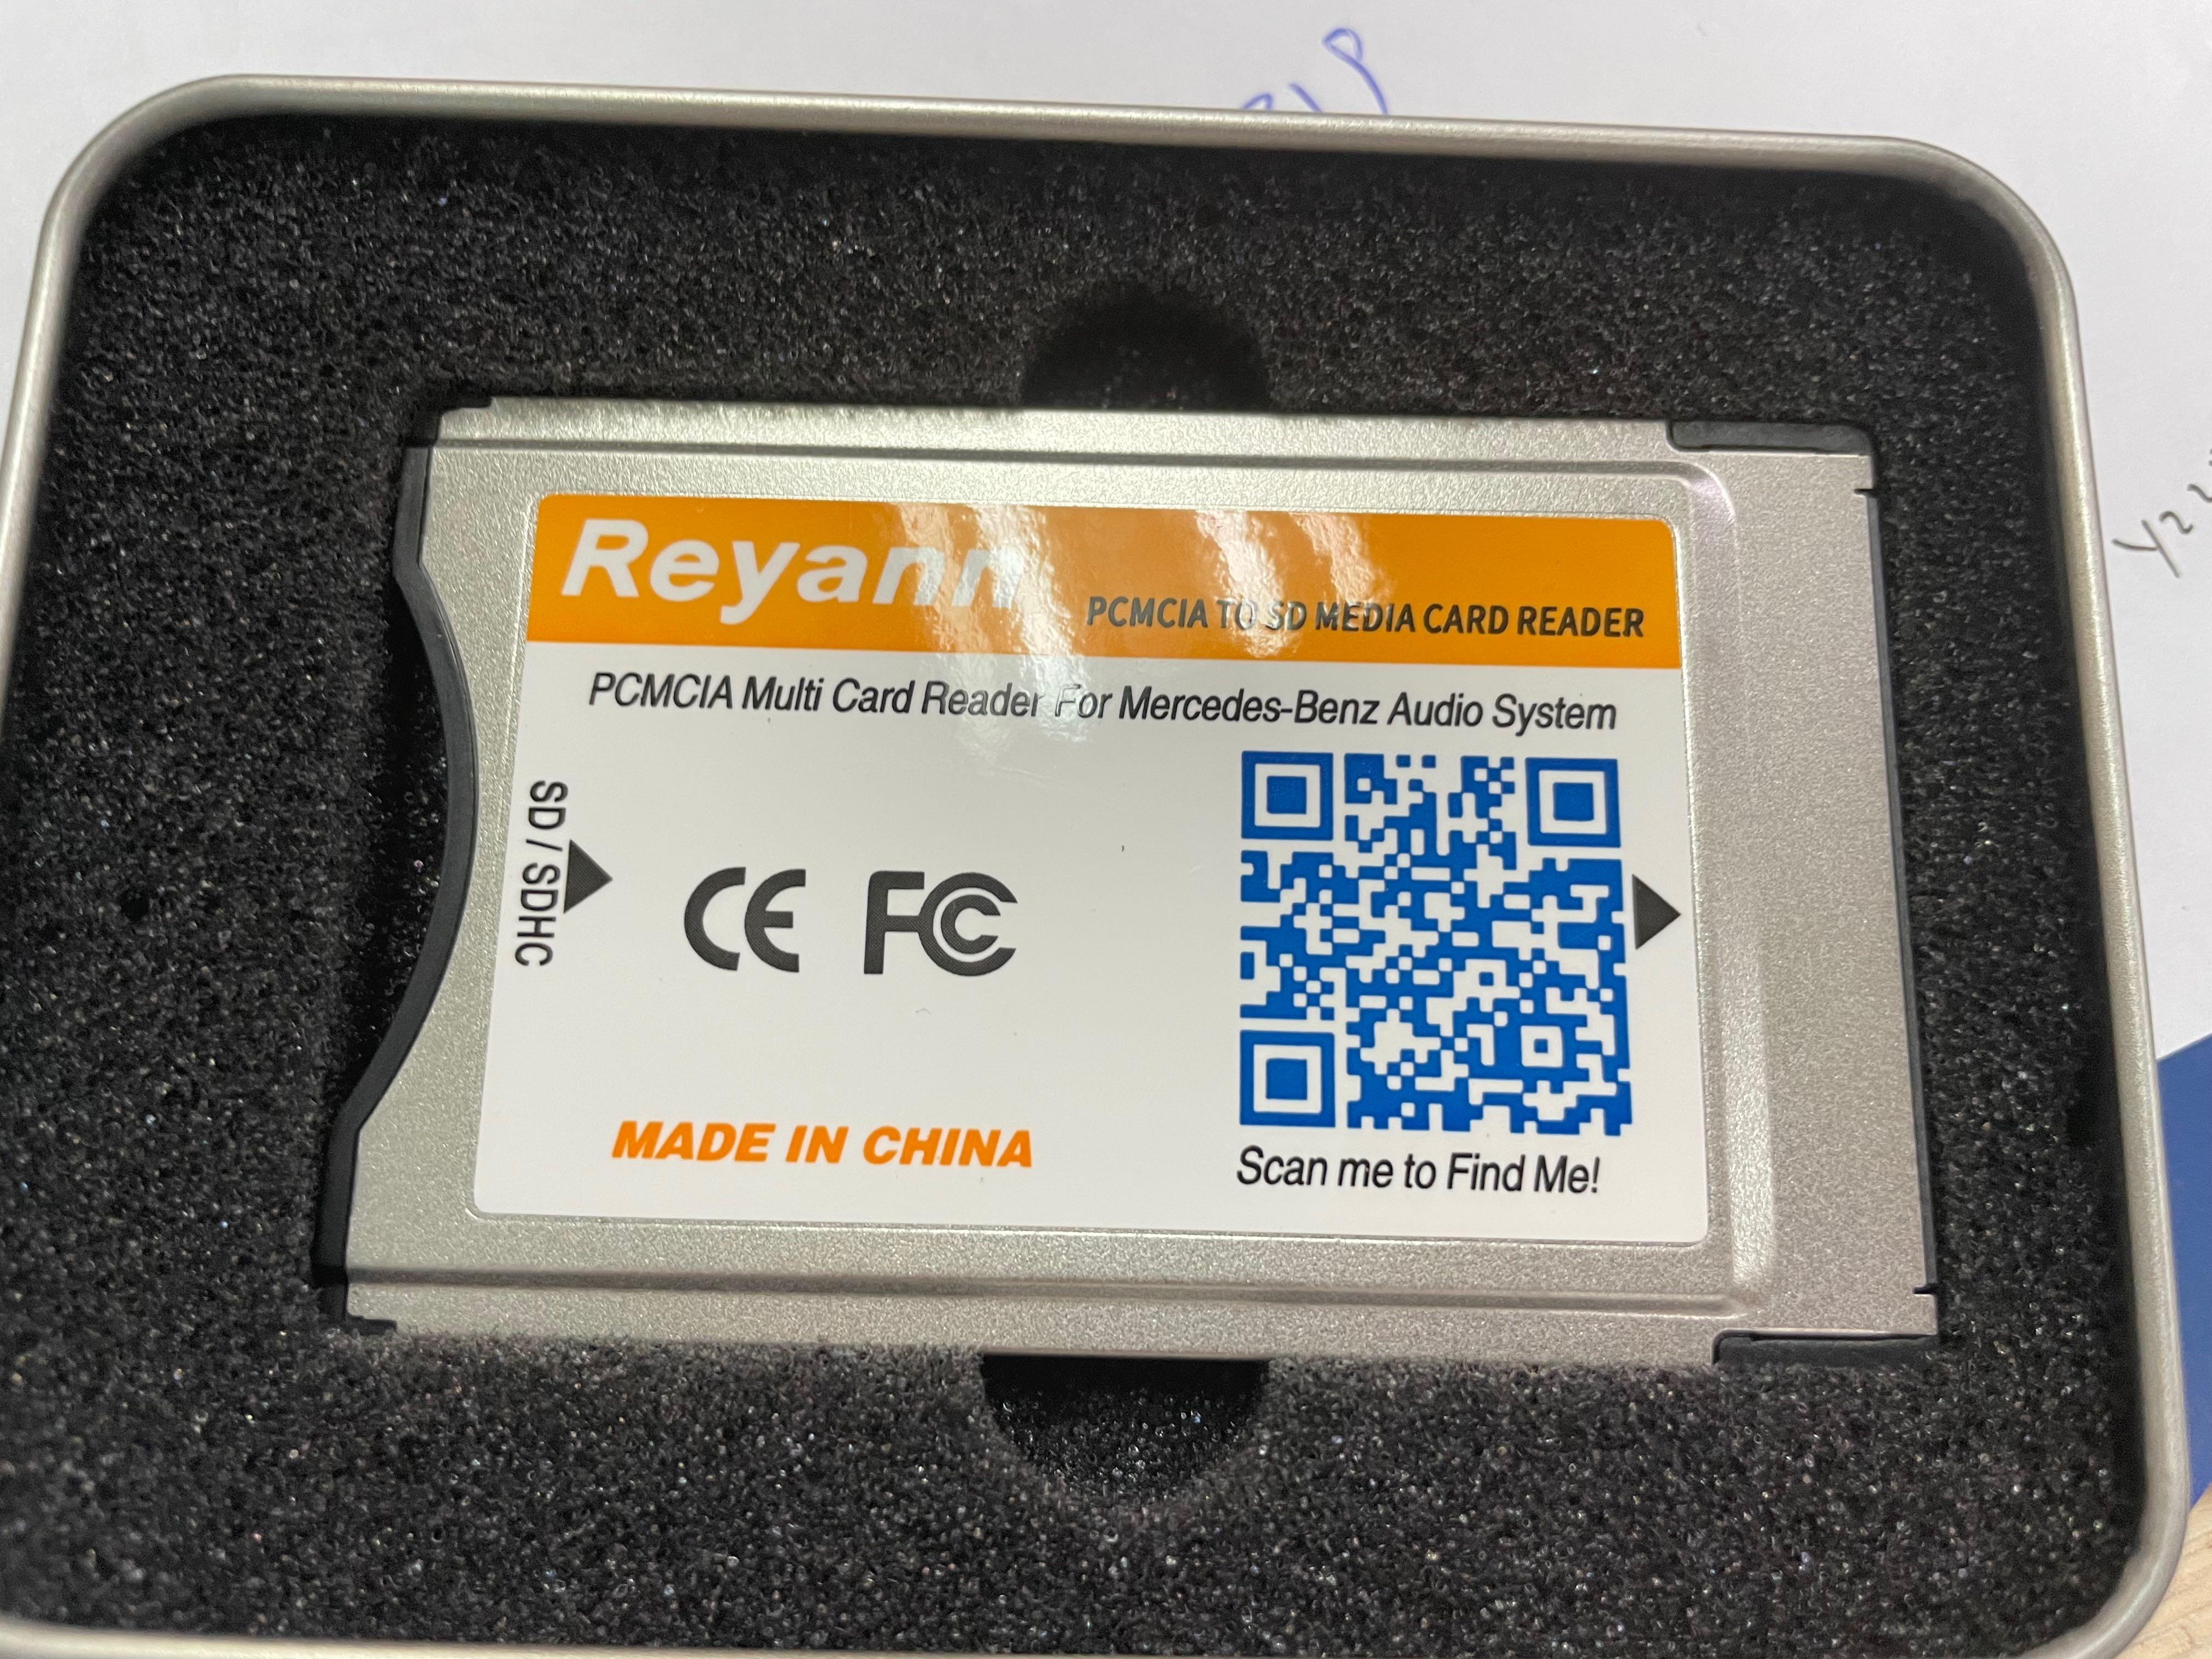 Reyann
PCMCIA TO SD MEDIA CARD READER
PCMCIA Multi Card Reader For Mercedes-Benz Audio System
SD / SDHC
CE FC
MADE IN CHINA
Scan me to Find Me!